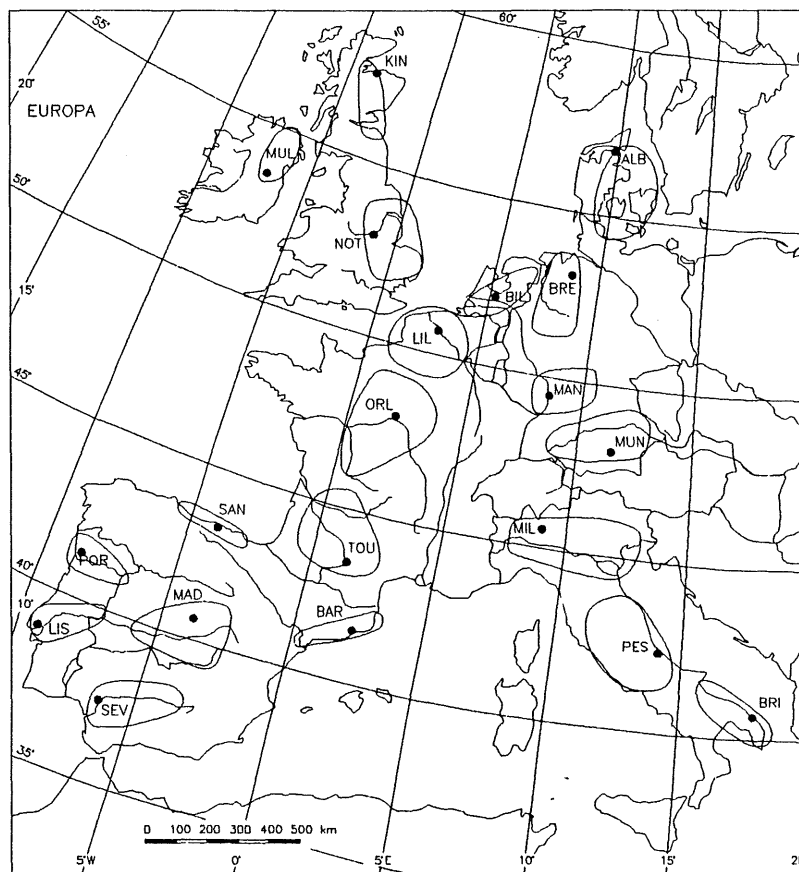 55°
60°
KIN
20°
EUROPA
MUL
ALB
50°
NOT
BIL
BRE
15°
LIL
MAN
45°
ORL
MUN
SAN
MIL
TOU
POR
40°
MAD
BAR
10°
LIS
PES
SEV
BRI
35°
0 100 200 300 400 500 km
5°W
0°
5°E
10°
15°